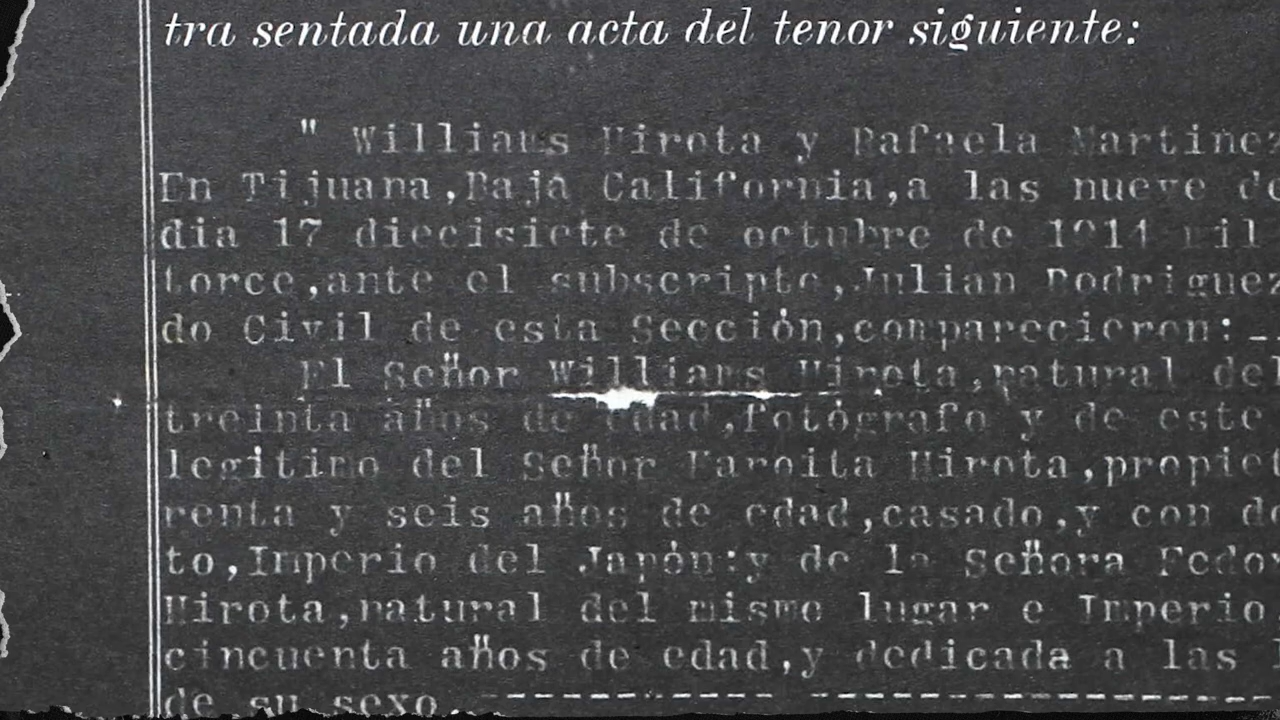 tra sentada una acta del tenor siguiente:
" Williams Hirota y Rafaela Martinez
En Tijuana,Baja California,a las nueve de
dia 17 diecisiete de octubre de 1914 mil
torce,ante el subscripto,Julian Rodriguez
do Civil de esta Sección,comparecieron:
El Señor Williams Hirota,natural del
treinta años de edad,fotógrafo y de este
legitimo del Señor Hirota,propiet
renta y seis años de edad,casado,y con do
to,Imperio del Japón:y de la Señora
Hirota,natural del mismo lugar e Imperio
cincuenta años de edad,y dedicada a las
de su sexo.